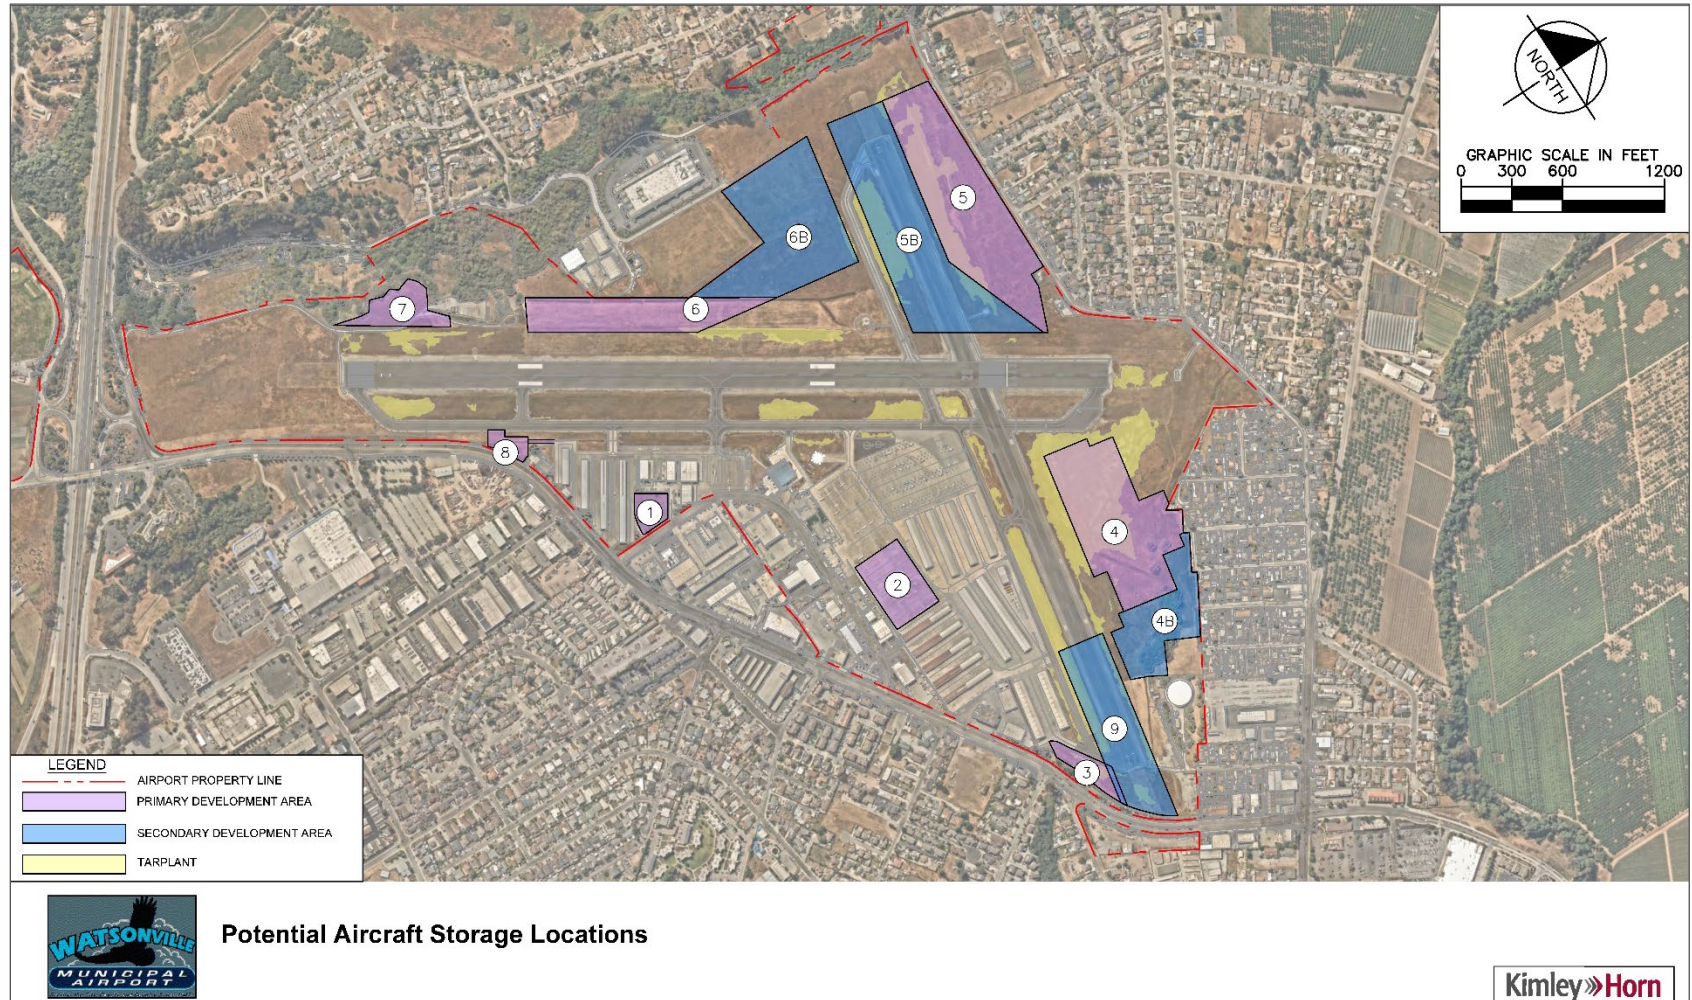 NORTH
GRAPHIC SCALE IN FEET
0 300 600 1200
5
6B
5B
7
6
8
1
4
2
4B
9
3
LEGEND
AIRPORT PROPERTY LINE
PRIMARY DEVELOPMENT AREA
SECONDARY DEVELOPMENT AREA
TARPLANT
WATSONVILLE
MUNICIPAL
AIRPORT
Potential Aircraft Storage Locations
Kimley»Horn